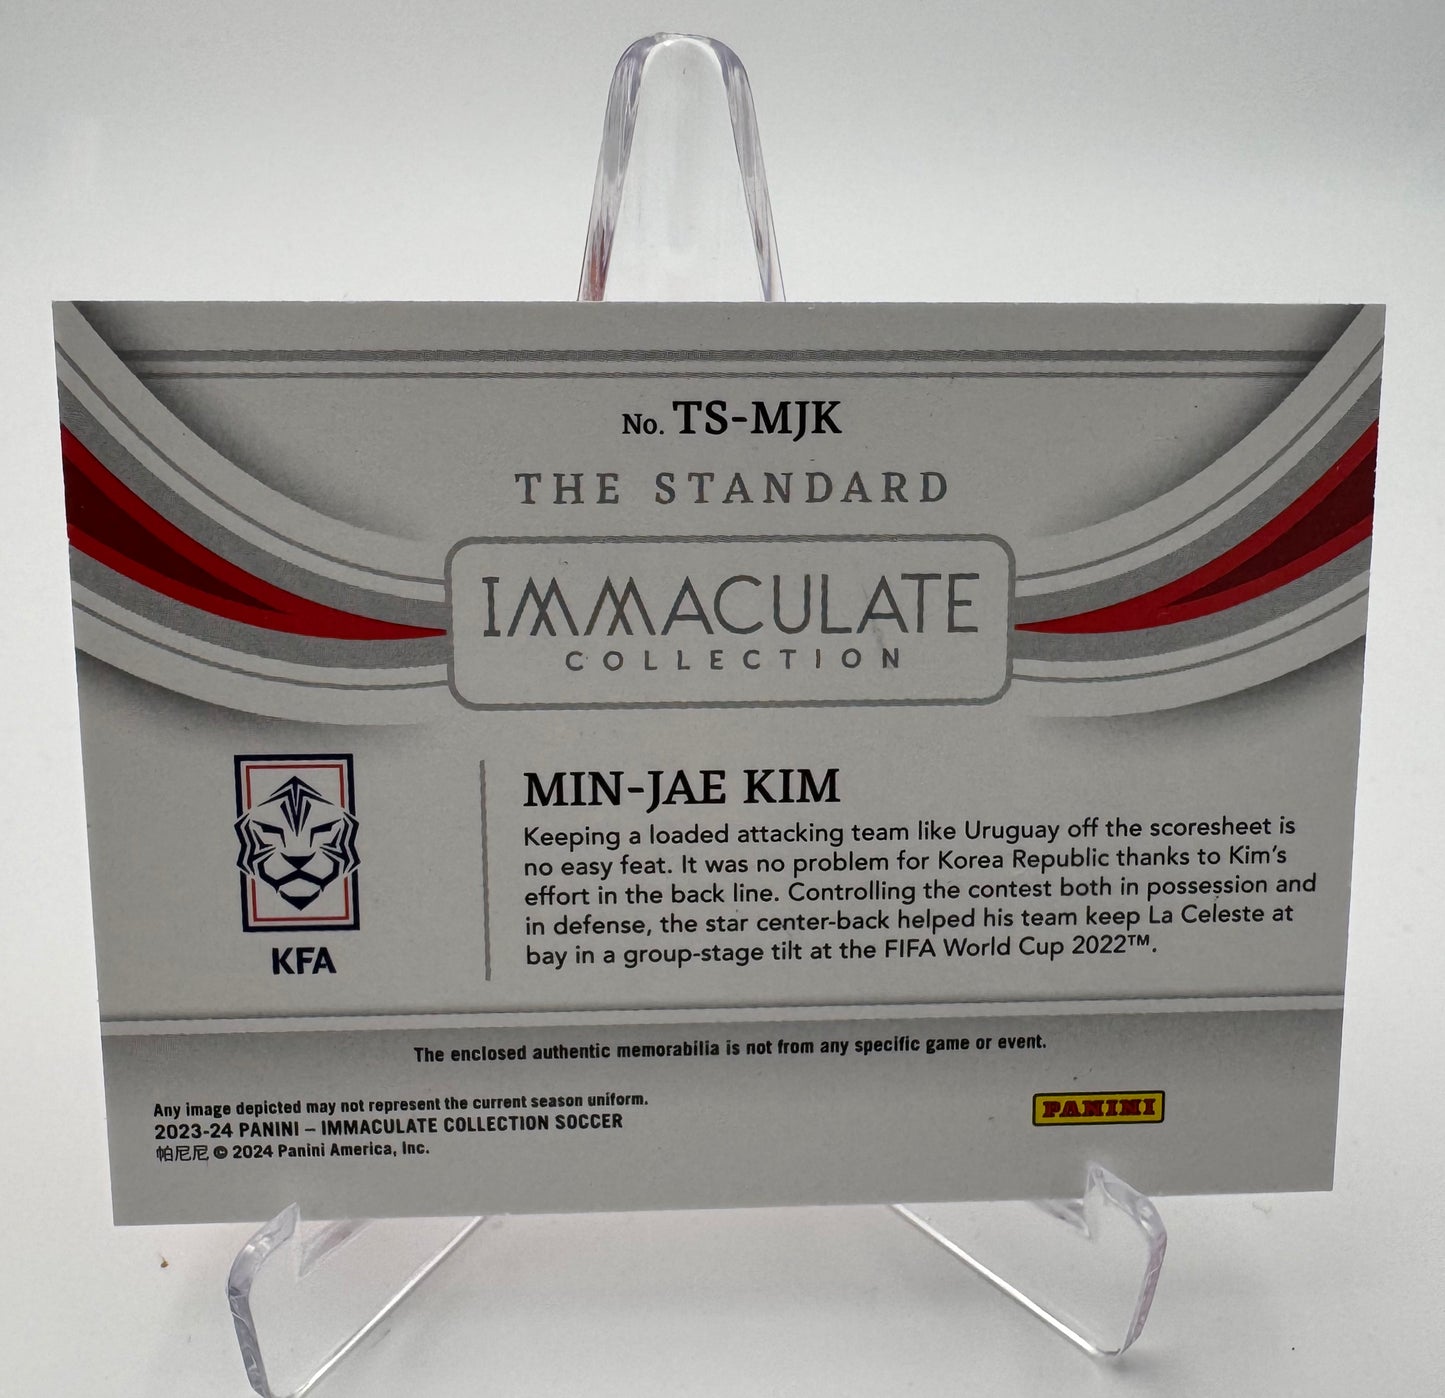 No. TS-MJK
THE STANDARD
IMMACULATE
COLLECTION
MIN-JAE KIM
Keeping a loaded attacking team like Uruguay off the scoresheet is
no easy feat. It was no problem for Korea Republic thanks to Kim's
effort in the back line. Controlling the contest both in possession and
in defense, the star center-back helped his team keep La Celeste at
bay in a group-stage tilt at the FIFA World Cup 2022™.
KFA
The enclosed authentic memorabilia is not from any specific game or event.
Any image depicted may not represent the current season uniform.
2023-24 PANINI – IMMACULATE COLLECTION SOCCER
帕尼尼 © 2024 Panini America, Inc.
PANINI